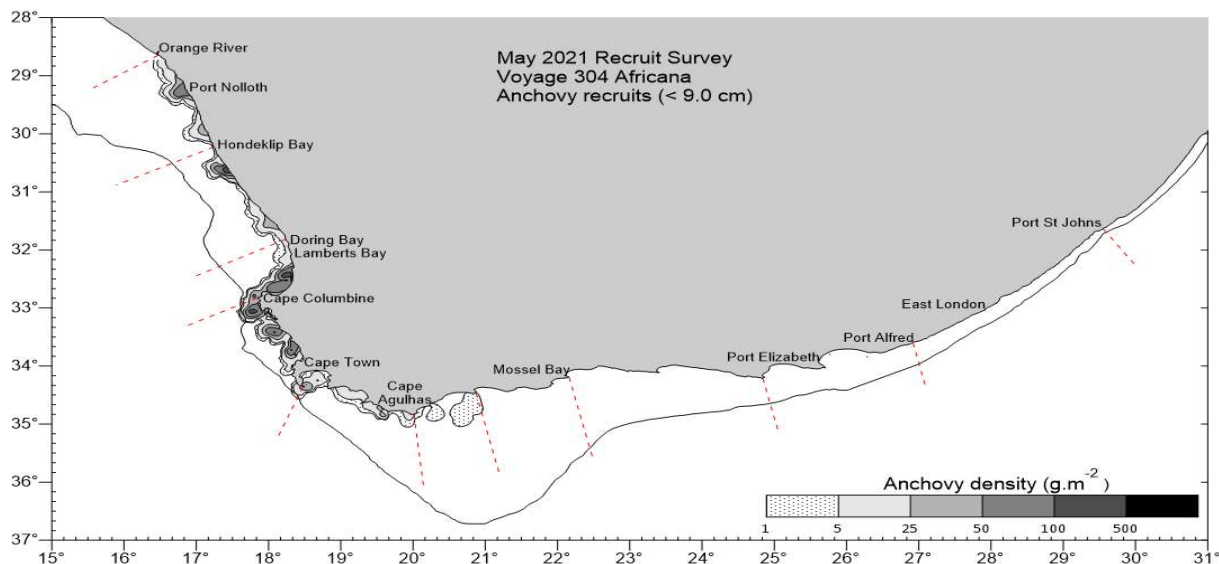 May 2021 Recruit Survey
Voyage 304 Africana
Anchovy recruits (< 9.0 cm)
28°
29°
30°
31°
32°
33°
34°
35°
36°
37°
Orange River
Port Nolloth
Hondeklip Bay
Doring Bay
Lamberts Bay
Cape Columbine
Cape Town
Cape
Agulhas
Mossel Bay
Port Elizabeth
Port Alfred
East London
Port St Johns
Anchovy density (g.m⁻²)
1 5 25 50 100 500
15° 16° 17° 18° 19° 20° 21° 22° 23° 24° 25° 26° 27° 28° 29° 30° 31°